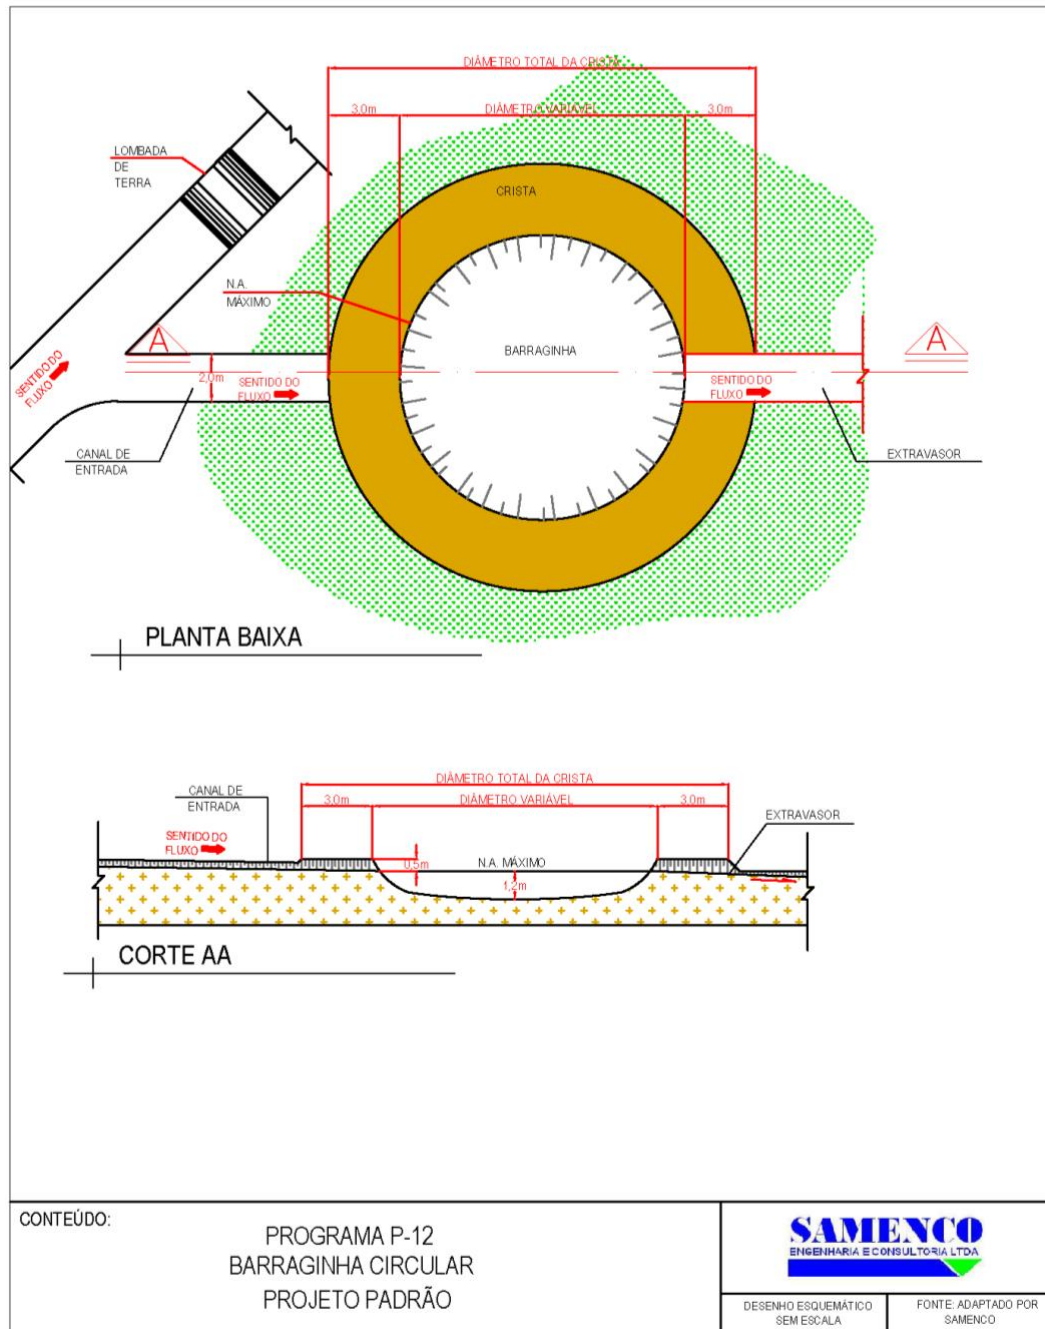 DIÂMETRO TOTAL DA CRISTA
3.0m
DIÂMETRO VARIÁVEL
3.0m
LOMBADA
DE
TERRA
CRISTA
N.A.
MÁXIMO
A
BARRAGINHA
A
SENTIDO DO
FLUXO
2,0m
SENTIDO DO
FLUXO
SENTIDO DO
FLUXO
CANAL DE
ENTRADA
EXTRAVASOR
PLANTA BAIXA
DIÂMETRO TOTAL DA CRISTA
CANAL DE
ENTRADA
3.0m
DIÂMETRO VARIÁVEL
3.0m
EXTRAVASOR
SENTIDO DO
FLUXO
0,5m
N.A. MÁXIMO
1,2m
CORTE AA
CONTEÚDO:
PROGRAMA P-12
BARRAGINHA CIRCULAR
PROJETO PADRÃO
SAMENCO
ENGENHARIA E CONSULTORIA LTDA
DESENHO ESQUEMÁTICO
SEM ESCALA
FONTE: ADAPTADO POR
SAMENCO